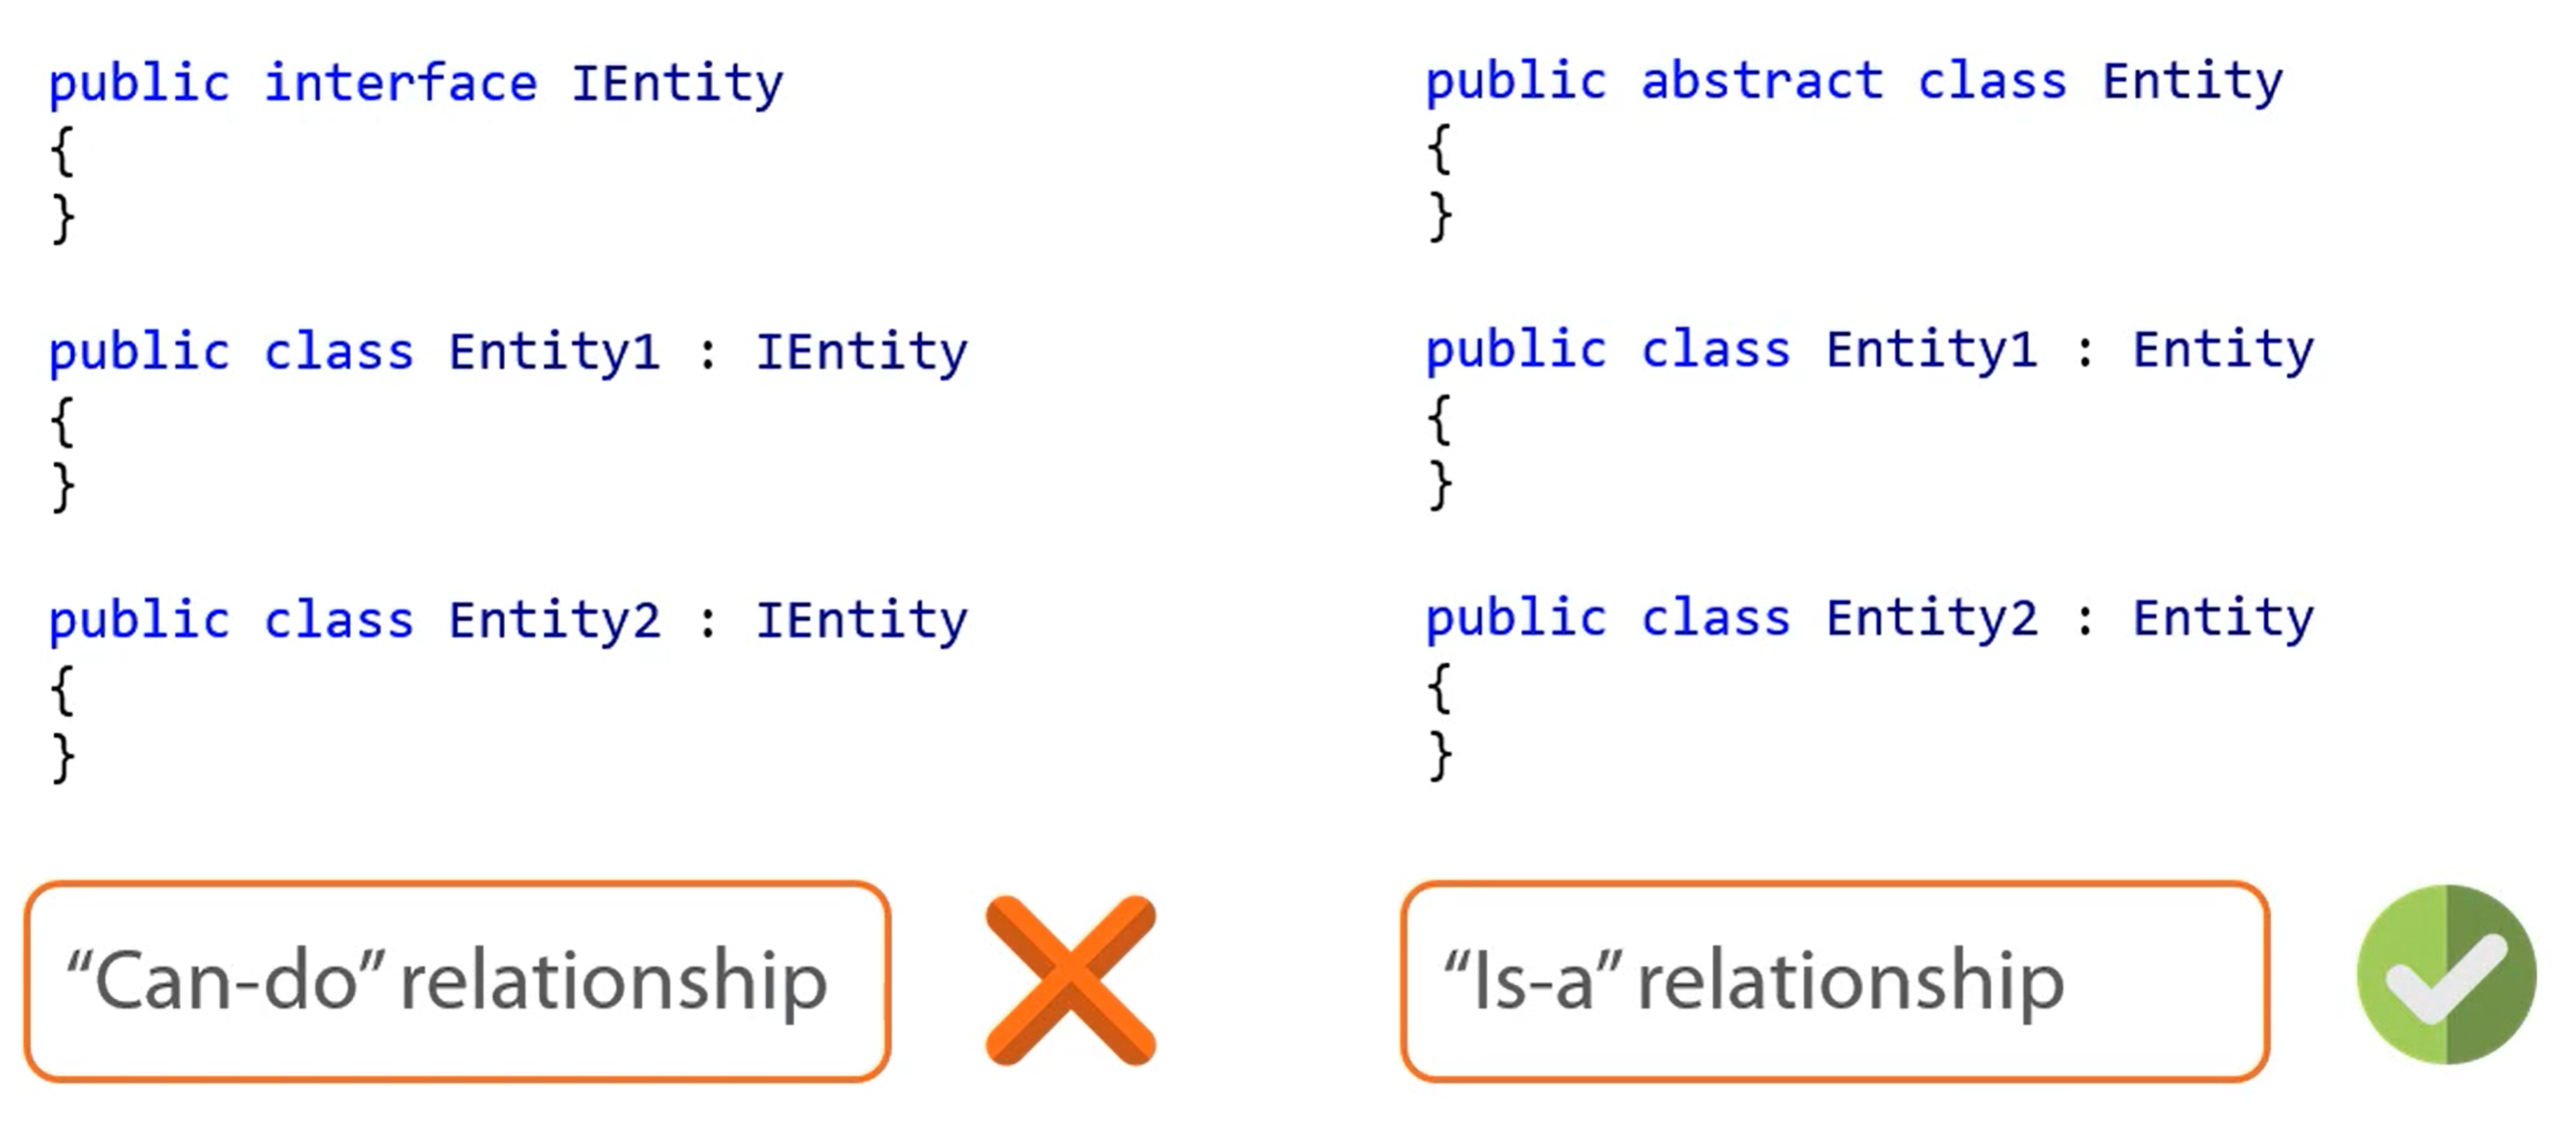 public interface IEntity
{
}
public class Entity1 : IEntity
{
}
public class Entity2 : IEntity
{
}
“Can-do” relationship
public abstract class Entity
{
}
public class Entity1 : Entity
{
}
public class Entity2 : Entity
{
}
“Is-a” relationship